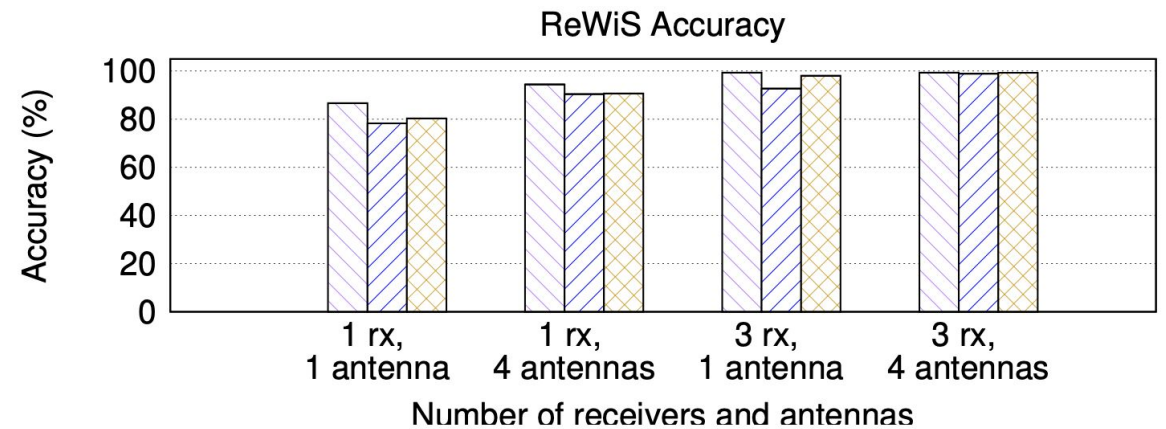 ReWiS Accuracy
Accuracy (%)
100
80
60
40
20
0
1 rx, 1 rx, 3 rx, 3 rx,
1 antenna 4 antennas 1 antenna 4 antennas
Number of receivers and antennas